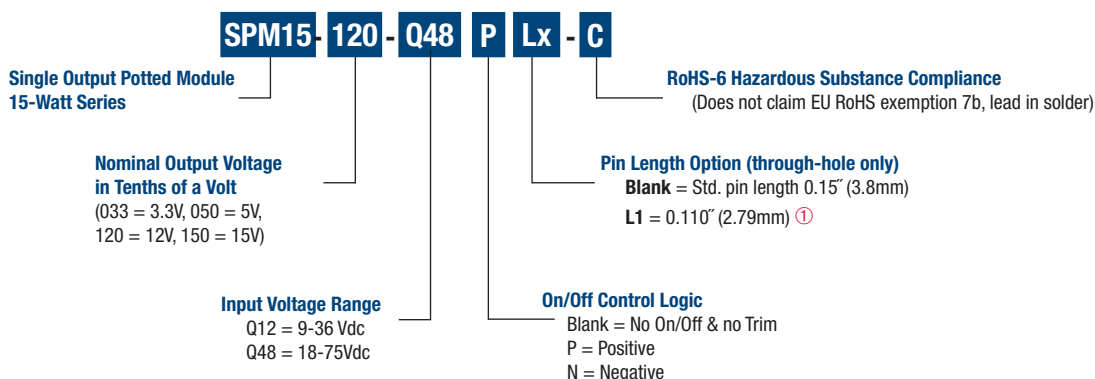 SPM15 - 120 - Q48 P Lx - C
Single Output Potted Module
15-Watt Series
RoHS-6 Hazardous Substance Compliance
(Does not claim EU RoHS exemption 7b, lead in solder)
Nominal Output Voltage
in Tenths of a Volt
(033 = 3.3V, 050 = 5V,
120 = 12V, 150 = 15V)
Pin Length Option (through-hole only)
Blank = Std. pin length 0.15˝ (3.8mm)
L1 = 0.110˝ (2.79mm) ①
Input Voltage Range
Q12 = 9-36 Vdc
Q48 = 18-75Vdc
On/Off Control Logic
Blank = No On/Off & no Trim
P = Positive
N = Negative